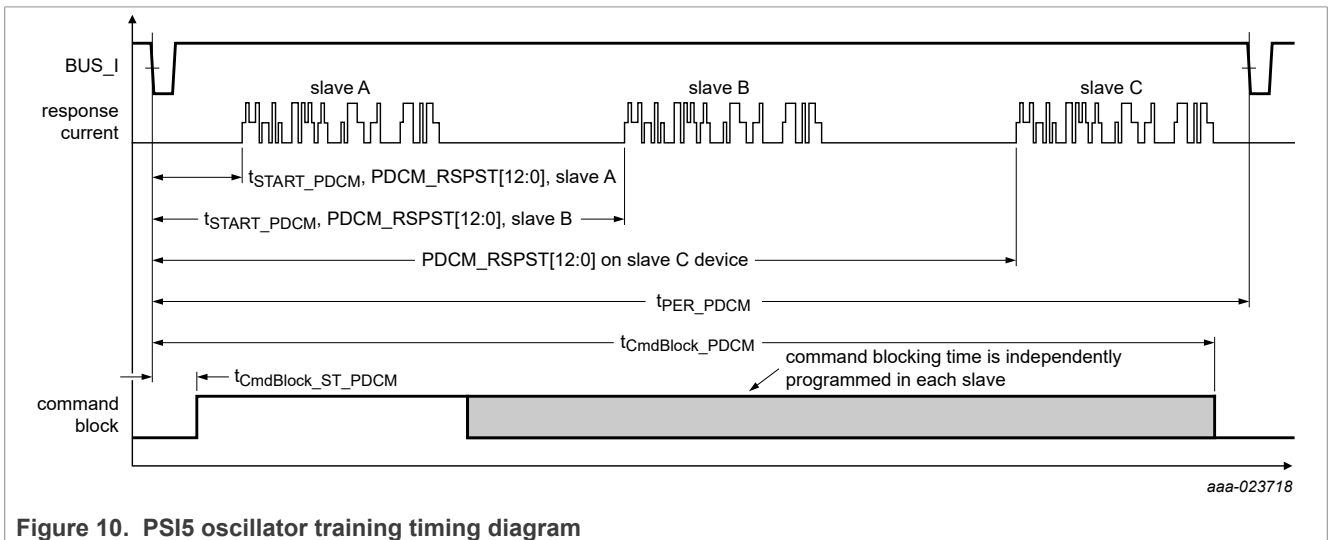 BUS_I
response
current
slave A
slave B
slave C
tSTART_PDCM, PDCM_RSPST[12:0], slave A
tSTART_PDCM, PDCM_RSPST[12:0], slave B
PDCM_RSPST[12:0] on slave C device
tPER_PDCM
tCmdBlock_PDCM
command blocking time is independently
programmed in each slave
tCmdBlock_ST_PDCM
command
block
aaa-023718
Figure 10. PSI5 oscillator training timing diagram